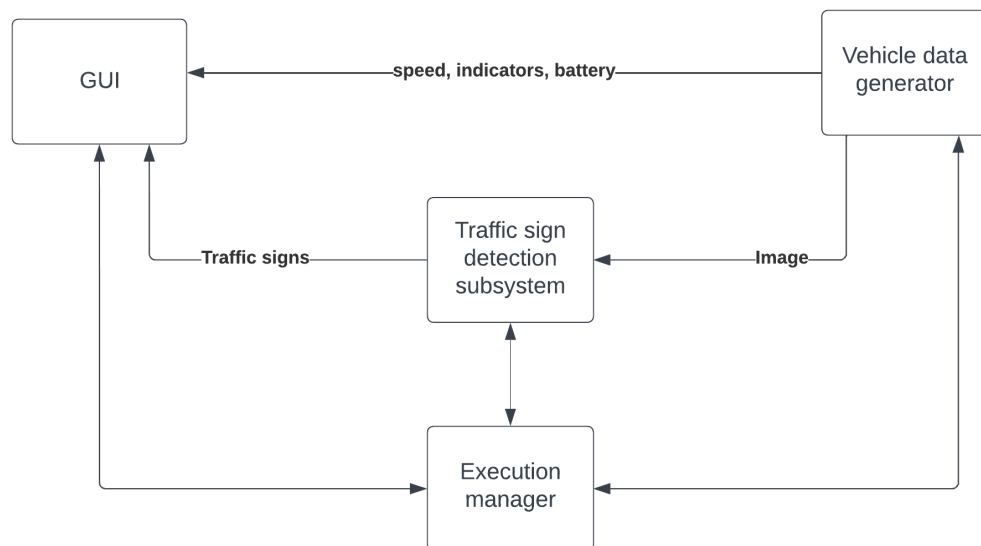 GUI
speed, indicators, battery
Vehicle data
generator
Traffic signs
Traffic sign
detection
subsystem
Image
Execution
manager